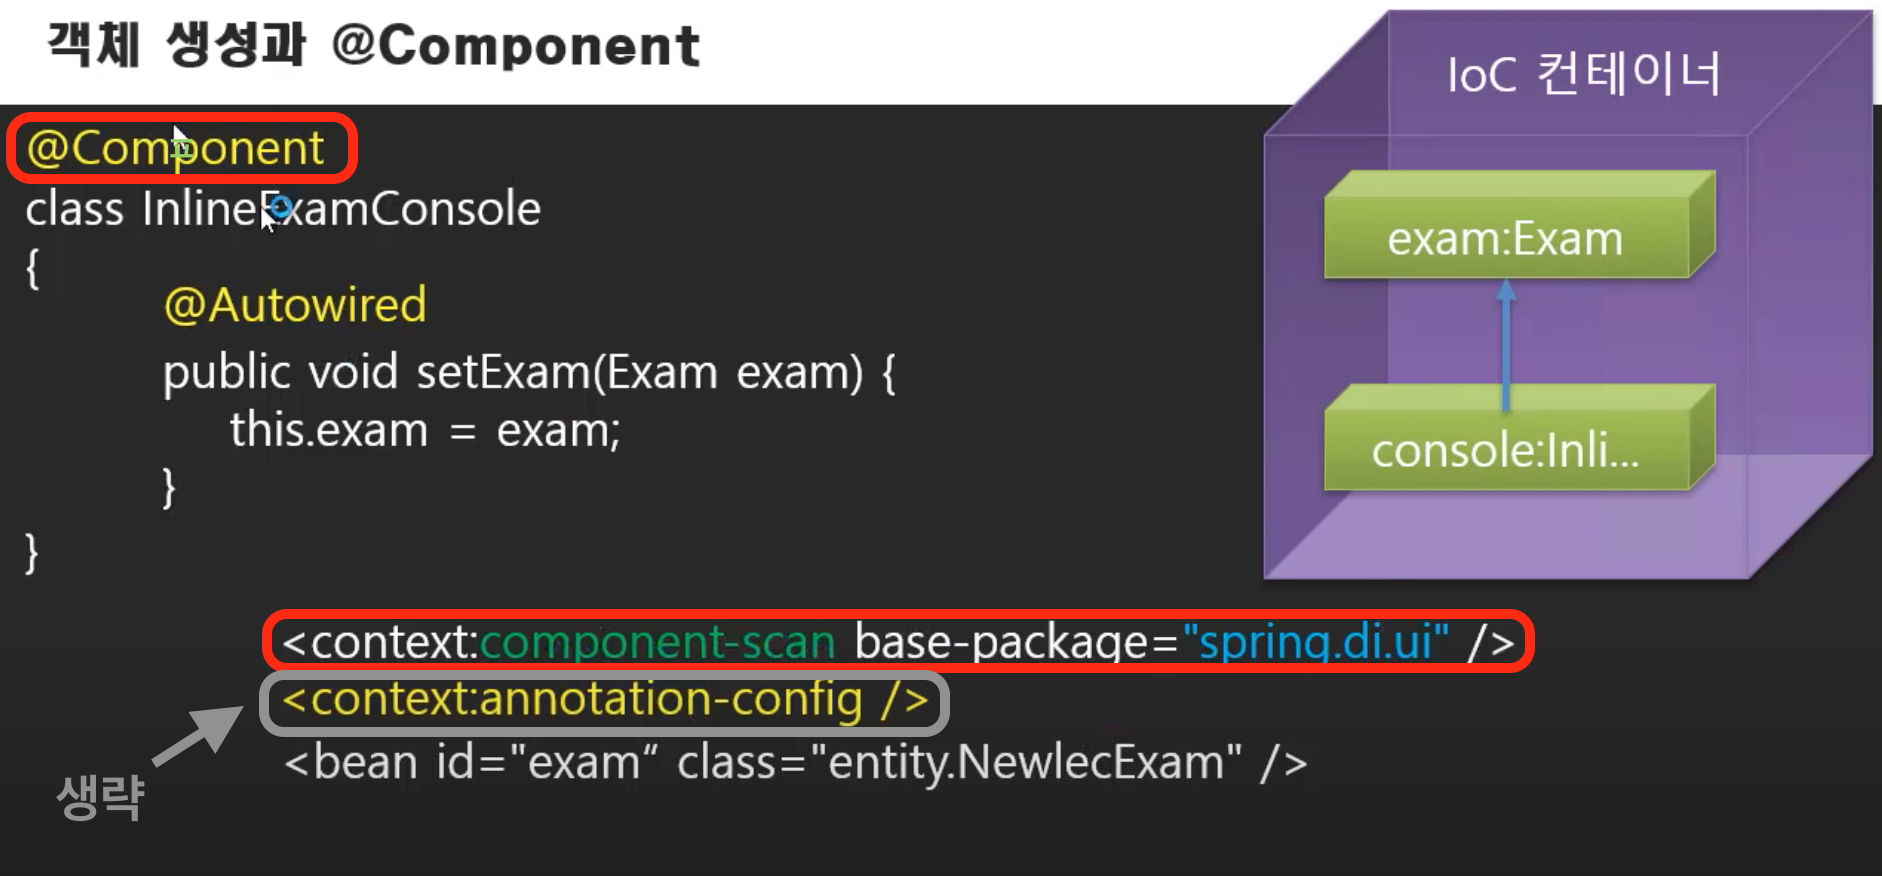 객체 생성과 @Component
IoC 컨테이너
@Component
class InlineExamConsole
{
@Autowired
public void setExam(Exam exam) {
this.exam = exam;
}
}
exam:Exam
console:Inli...
<context:component-scan base-package="spring.di.ui" />
<context:annotation-config />
<bean id="exam“ class="entity.NewlecExam" />
생략